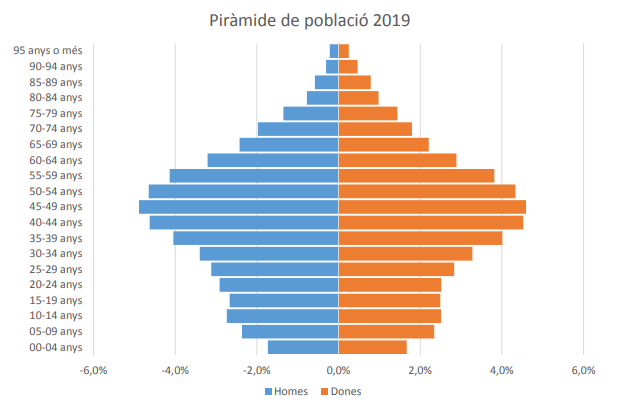 Piràmide de població 2019
95 anys o més
90-94 anys
85-89 anys
80-84 anys
75-79 anys
70-74 anys
65-69 anys
60-64 anys
55-59 anys
50-54 anys
45-49 anys
40-44 anys
35-39 anys
30-34 anys
25-29 anys
20-24 anys
15-19 anys
10-14 anys
05-09 anys
00-04 anys
-6,0% -4,0% -2,0% 0,0% 2,0% 4,0% 6,0%
Homes Dones